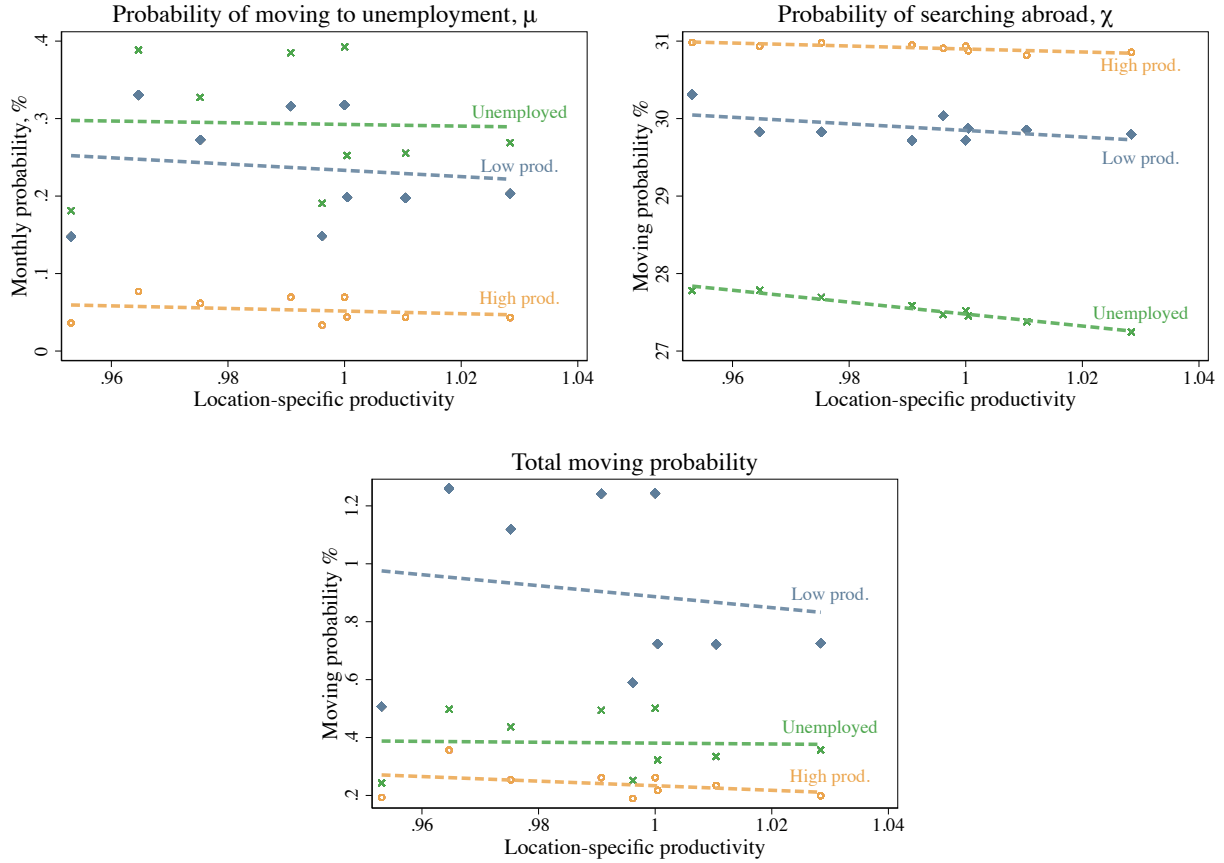 Probability of moving to unemployment, μ
Monthly probability, %
.4
.3
.2
.1
0
Unemployed
Low prod.
High prod.
.96 .98 1 1.02 1.04
Location-specific productivity
Probability of searching abroad, χ
Moving probability %
31
30
29
28
27
High prod.
Low prod.
Unemployed
.96 .98 1 1.02 1.04
Location-specific productivity
Total moving probability
Moving probability %
1.2
1
.8
.6
.4
.2
Low prod.
Unemployed
High prod.
.96 .98 1 1.02 1.04
Location-specific productivity